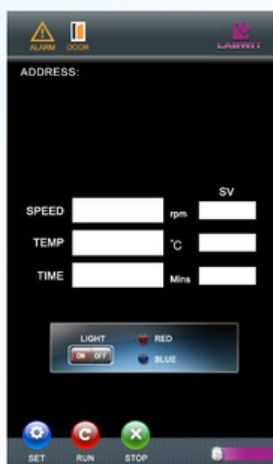 ALARM DOOR LABWIT
ADDRESS:
SV
SPEED rpm
TEMP °C
TIME Mins
LIGHT RED
ON OFF
BLUE
SET RUN STOP